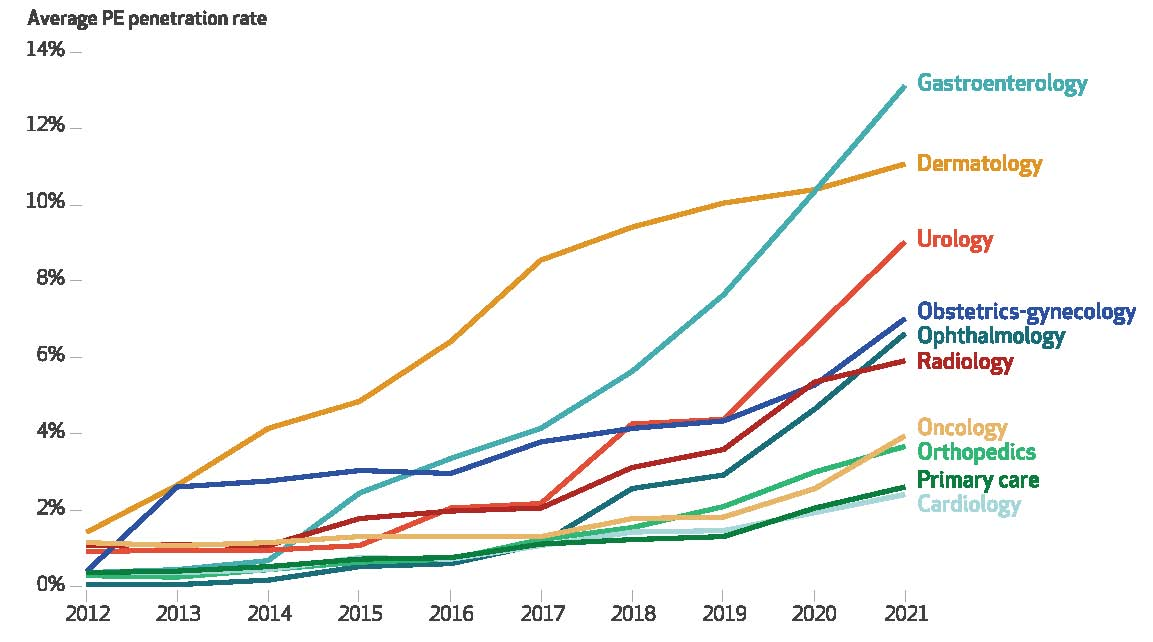 Average PE penetration rate
14%
12%
10%
8%
6%
4%
2%
0%
Gastroenterology
Dermatology
Urology
Obstetrics-gynecology
Ophthalmology
Radiology
Oncology
Orthopedics
Primary care
Cardiology
2012 2013 2014 2015 2016 2017 2018 2019 2020 2021